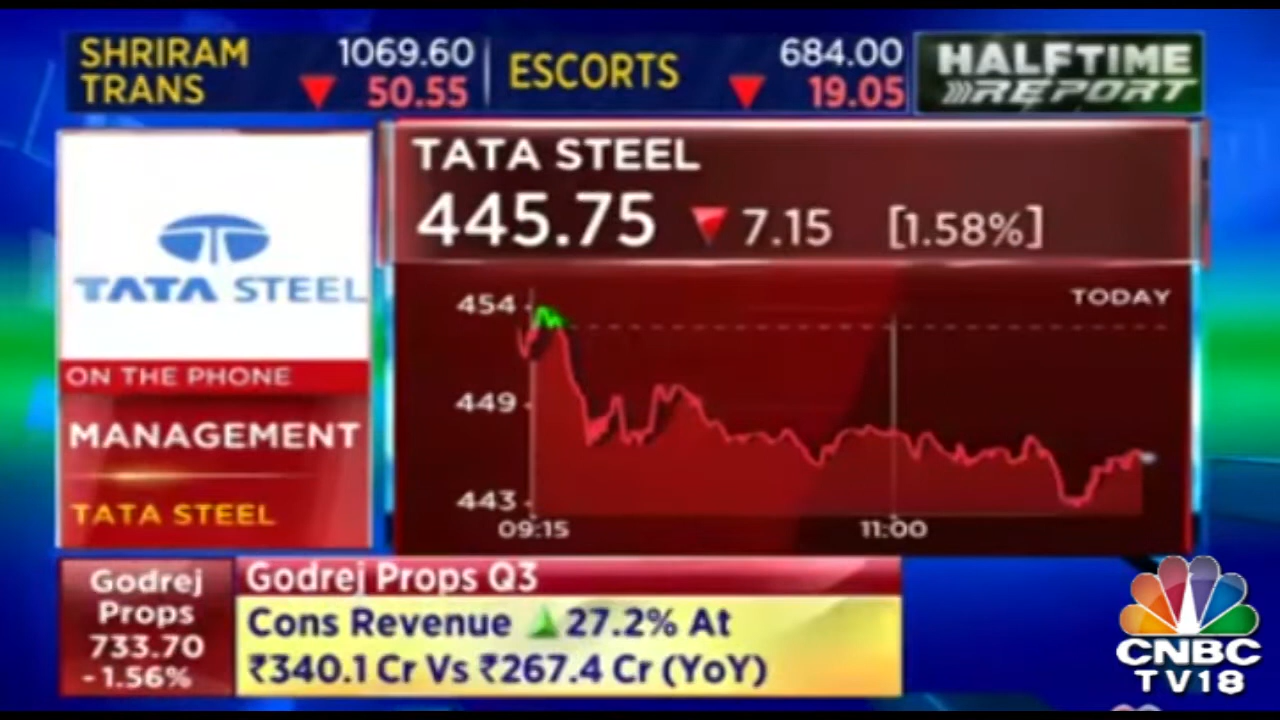 SHRIRAM
TRANS
1069.60
▼ 50.55
ESCORTS
684.00
▼ 19.05
HALFTIME
REPORT
TATA STEEL
ON THE PHONE
MANAGEMENT
TATA STEEL
TATA STEEL
445.75 ▼ 7.15 [1.58%]
TODAY
454
449
443
09:15
11:00
Godrej
Props
733.70
-1.56%
Godrej Props Q3
Cons Revenue ▲27.2% At
₹340.1 Cr Vs ₹267.4 Cr (YoY)
CNBC
TV18